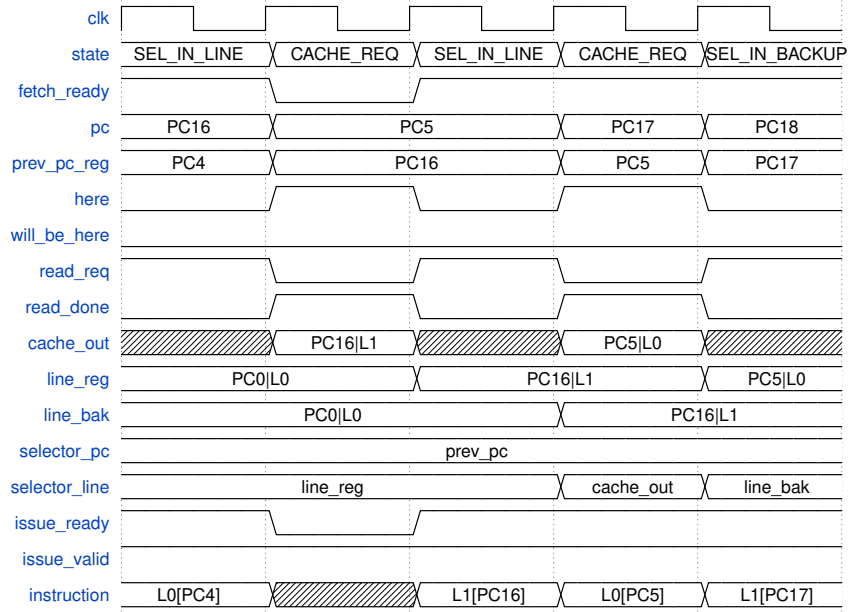 clk
state SEL_IN_LINE CACHE_REQ SEL_IN_LINE CACHE_REQ SEL_IN_BACKUP
fetch_ready
pc PC16 PC5 PC17 PC18
prev_pc_reg PC4 PC16 PC5 PC17
here
will_be_here
read_req
read_done
cache_out PC16|L1 PC5|L0
line_reg PC0|L0 PC16|L1 PC5|L0
line_bak PC0|L0 PC16|L1
selector_pc prev_pc
selector_line line_reg cache_out line_bak
issue_ready
issue_valid
instruction L0[PC4] L1[PC16] L0[PC5] L1[PC17]